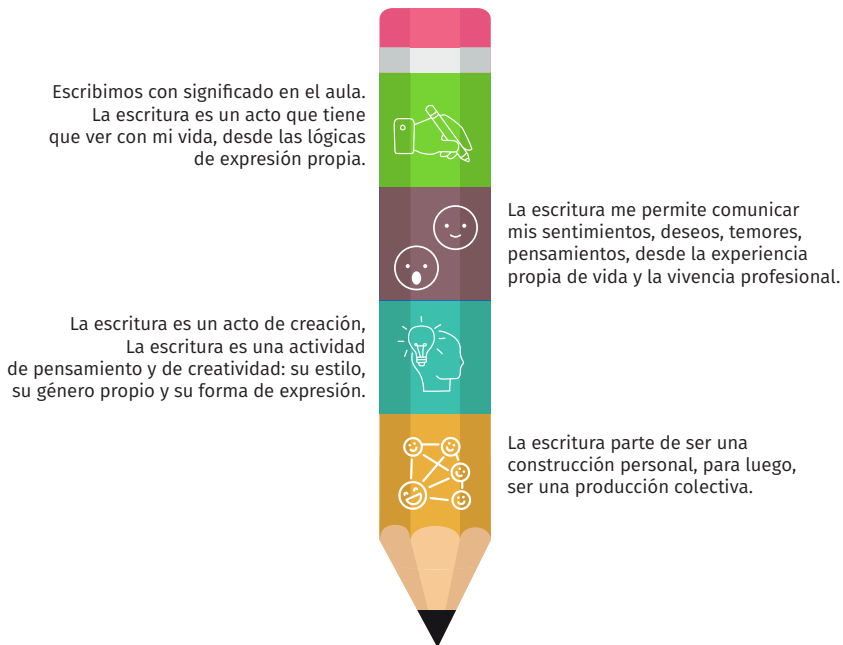 Escribimos con significado en el aula.
La escritura es un acto que tiene
que ver con mi vida, desde las lógicas
de expresión propia.
La escritura me permite comunicar
mis sentimientos, deseos, temores,
pensamientos, desde la experiencia
propia de vida y la vivencia profesional.
La escritura es un acto de creación,
La escritura es una actividad
de pensamiento y de creatividad: su estilo,
su género propio y su forma de expresión.
La escritura parte de ser una
construcción personal, para luego,
ser una producción colectiva.